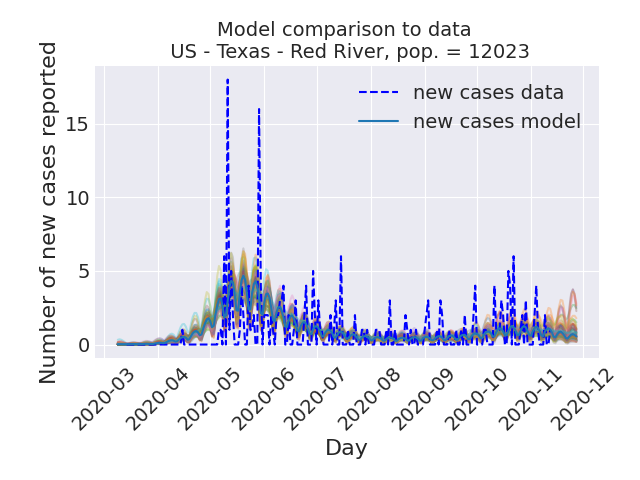 Model comparison to data
US - Texas - Red River, pop. = 12023
Number of new cases reported
15
10
5
0
new cases data
new cases model
2020-03
2020-04
2020-05
2020-06
2020-07
2020-08
2020-09
2020-10
2020-11
2020-12
Day